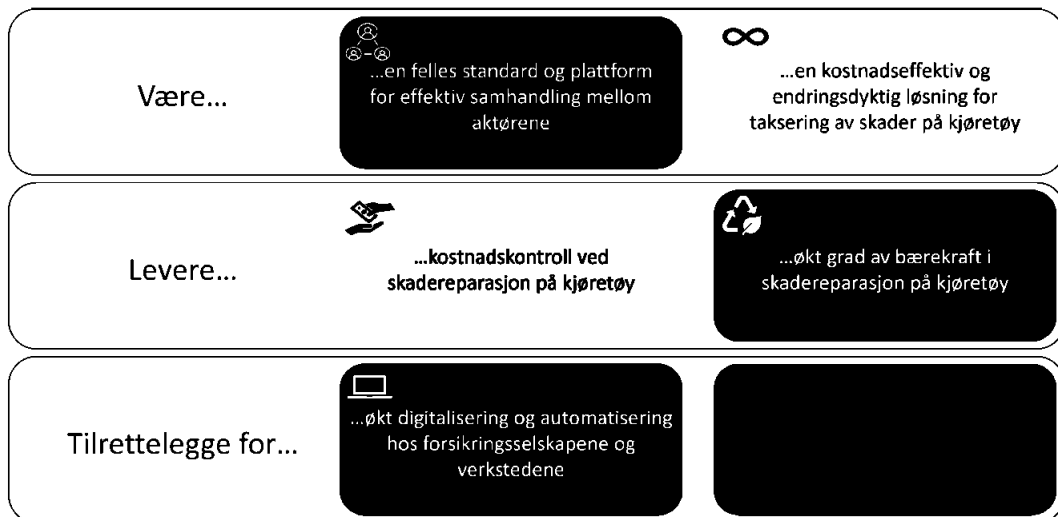 Være...
...en felles standard og plattform
for effektiv samhandling mellom
aktørene
...en kostnadseffektiv og
endringsdyktig løsning for
taksering av skader på kjøretøy
Levere...
...kostnadskontroll ved
skadereparasjon på kjøretøy
...økt grad av bærekraft i
skadereparasjon på kjøretøy
Tilrettelegge for...
...økt digitalisering og automatisering
hos forsikringsselskapene og
verkstedene